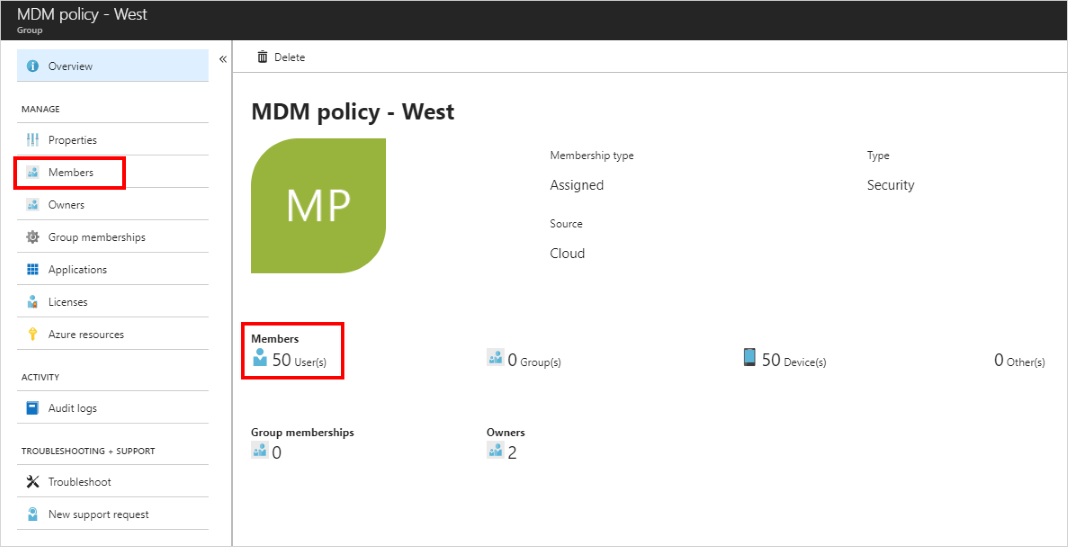 MDM policy - West
Group
Overview
«
MANAGE
Properties
Members
Owners
Group memberships
Applications
Licenses
Azure resources
ACTIVITY
Audit logs
TROUBLESHOOTING + SUPPORT
Troubleshoot
New support request
Delete
MDM policy - West
MP
Membership type
Assigned
Type
Security
Source
Cloud
Members
50 User(s)
0 Group(s)
50 Device(s)
0 Other(s)
Group memberships
0
Owners
2